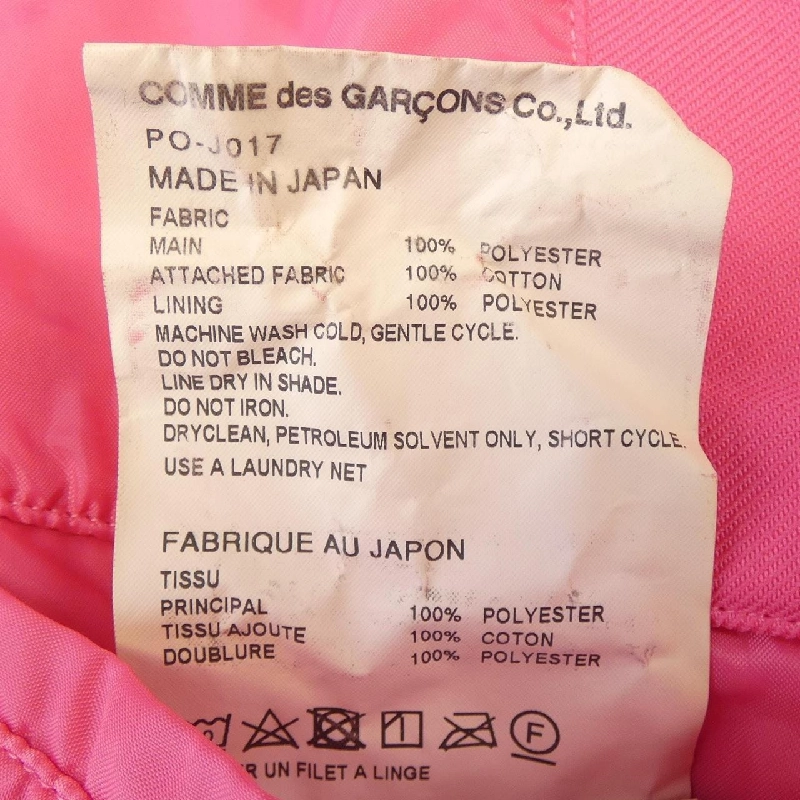 COMME des GARÇONS Co.,Ltd.
PO-J017
MADE IN JAPAN
FABRIC
MAIN 100% POLYESTER
ATTACHED FABRIC 100% COTTON
LINING 100% POLYESTER
MACHINE WASH COLD, GENTLE CYCLE.
DO NOT BLEACH.
LINE DRY IN SHADE.
DO NOT IRON.
DRYCLEAN, PETROLEUM SOLVENT ONLY, SHORT CYCLE.
USE A LAUNDRY NET
FABRIQUE AU JAPON
TISSU
PRINCIPAL 100% POLYESTER
TISSU AJOUTE 100% COTON
DOUBLURE 100% POLYESTER
F
UN FILET A LINGE